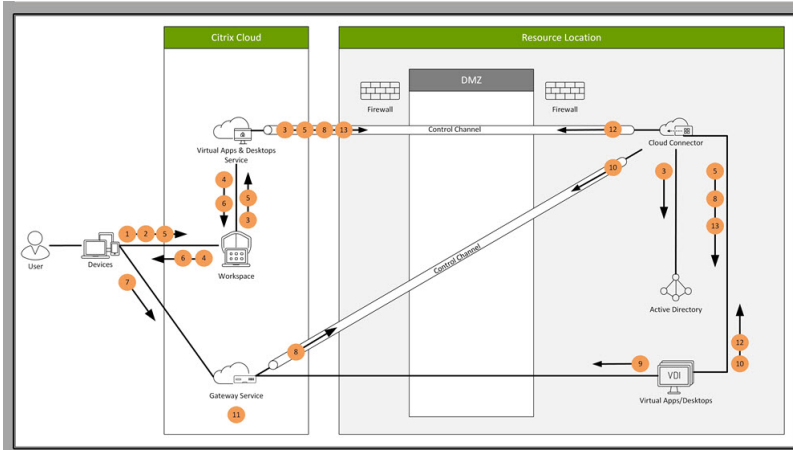 Citrix Cloud
Resource Location
DMZ
Firewall
Firewall
3 5 8 13
Control Channel
12
Virtual Apps & Desktops
Service
Cloud Connector
4
6
5
3
10
3
5
8
13
1 2 5
User
Devices
6 4
Workspace
Control Channel
7
Active Directory
8
12
10
9
VDI
Gateway Service
Virtual Apps/Desktops
11